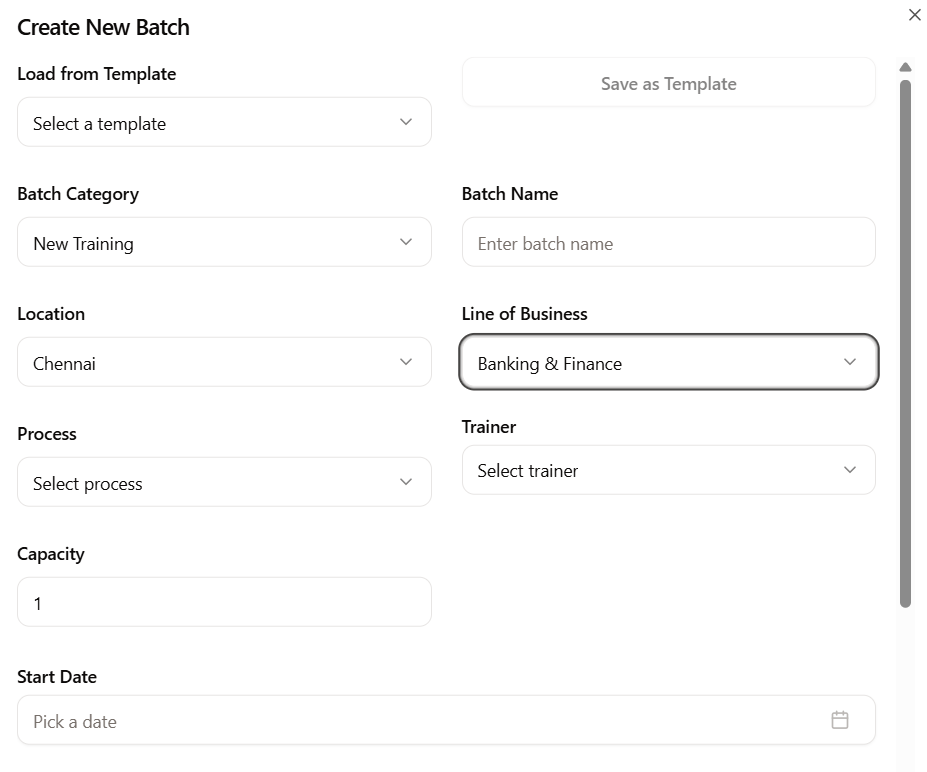 Create New Batch
Load from Template
Save as Template
Select a template
Batch Category
Batch Name
New Training
Enter batch name
Location
Line of Business
Chennai
Banking & Finance
Process
Trainer
Select process
Select trainer
Capacity
1
Start Date
Pick a date